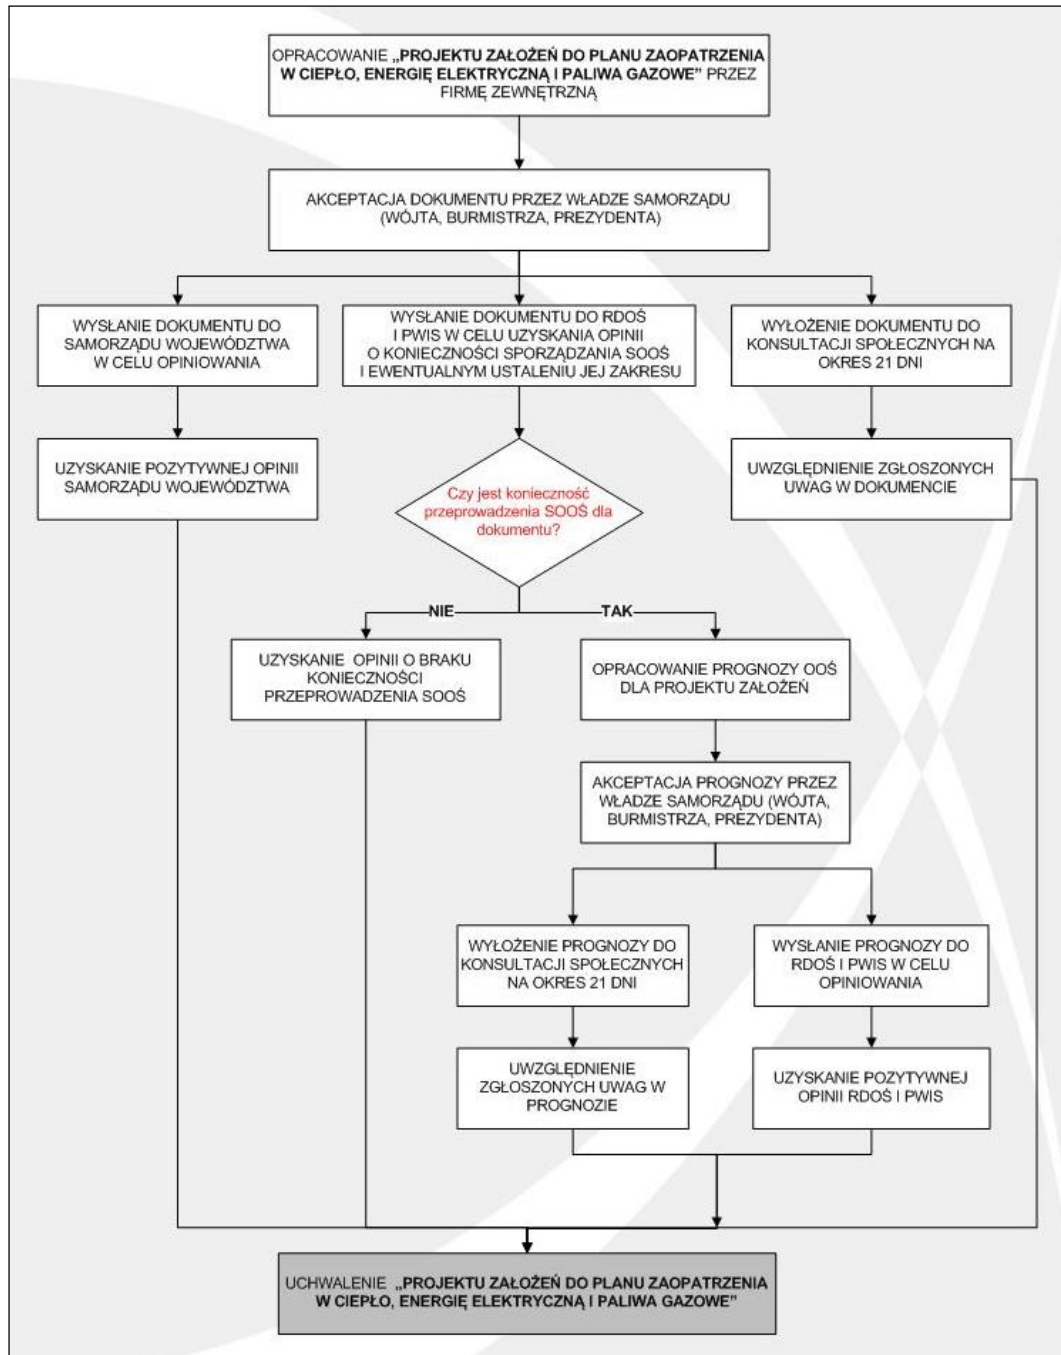 OPRACOWANIE „PROJEKTU ZAŁOŻEŃ DO PLANU ZAOPATRZENIA
W CIEPŁO, ENERGIĘ ELEKTRYCZNĄ I PALIWA GAZOWE” PRZEZ
FIRMĘ ZEWNĘTRZNĄ
AKCEPTACJA DOKUMENTU PRZEZ WŁADZE SAMORZĄDU
(WÓJTA, BURMISTRZA, PREZYDENTA)
WYSŁANIE DOKUMENTU DO
SAMORZĄDU WOJEWÓDZTWA
W CELU OPINIOWANIA
WYSŁANIE DOKUMENTU DO RDOŚ
I PWIS W CELU UZYSKANIA OPINII
O KONIECZNOŚCI SPORZĄDZANIA SOOŚ
I EWENTUALNYM USTALENIU JEJ ZAKRESU
WYŁOŻENIE DOKUMENTU DO
KONSULTACJI SPOŁECZNYCH NA
OKRES 21 DNI
UZYSKANIE POZYTYWNEJ OPINII
SAMORZĄDU WOJEWÓDZTWA
Czy jest konieczność
przeprowadzenia SOOŚ dla
dokumentu?
UWZGLĘDNIENIE ZGŁOSZONYCH
UWAG W DOKUMENCIE
NIE
TAK
UZYSKANIE OPINII O BRAKU
KONIECZNOŚCI
PRZEPROWADZENIA SOOŚ
OPRACOWANIE PROGNOZY OOŚ
DLA PROJEKTU ZAŁOŻEŃ
AKCEPTACJA PROGNOZY PRZEZ
WŁADZE SAMORZĄDU (WÓJTA,
BURMISTRZA, PREZYDENTA)
WYŁOŻENIE PROGNOZY DO
KONSULTACJI SPOŁECZNYCH
NA OKRES 21 DNI
WYSŁANIE PROGNOZY DO
RDOŚ I PWIS W CELU
OPINIOWANIA
UWZGLĘDNIENIE
ZGŁOSZONYCH UWAG W
PROGNOZIE
UZYSKANIE POZYTYWNEJ
OPINII RDOŚ I PWIS
UCHWALENIE „PROJEKTU ZAŁOŻEŃ DO PLANU ZAOPATRZENIA
W CIEPŁO, ENERGIĘ ELEKTRYCZNĄ I PALIWA GAZOWE”